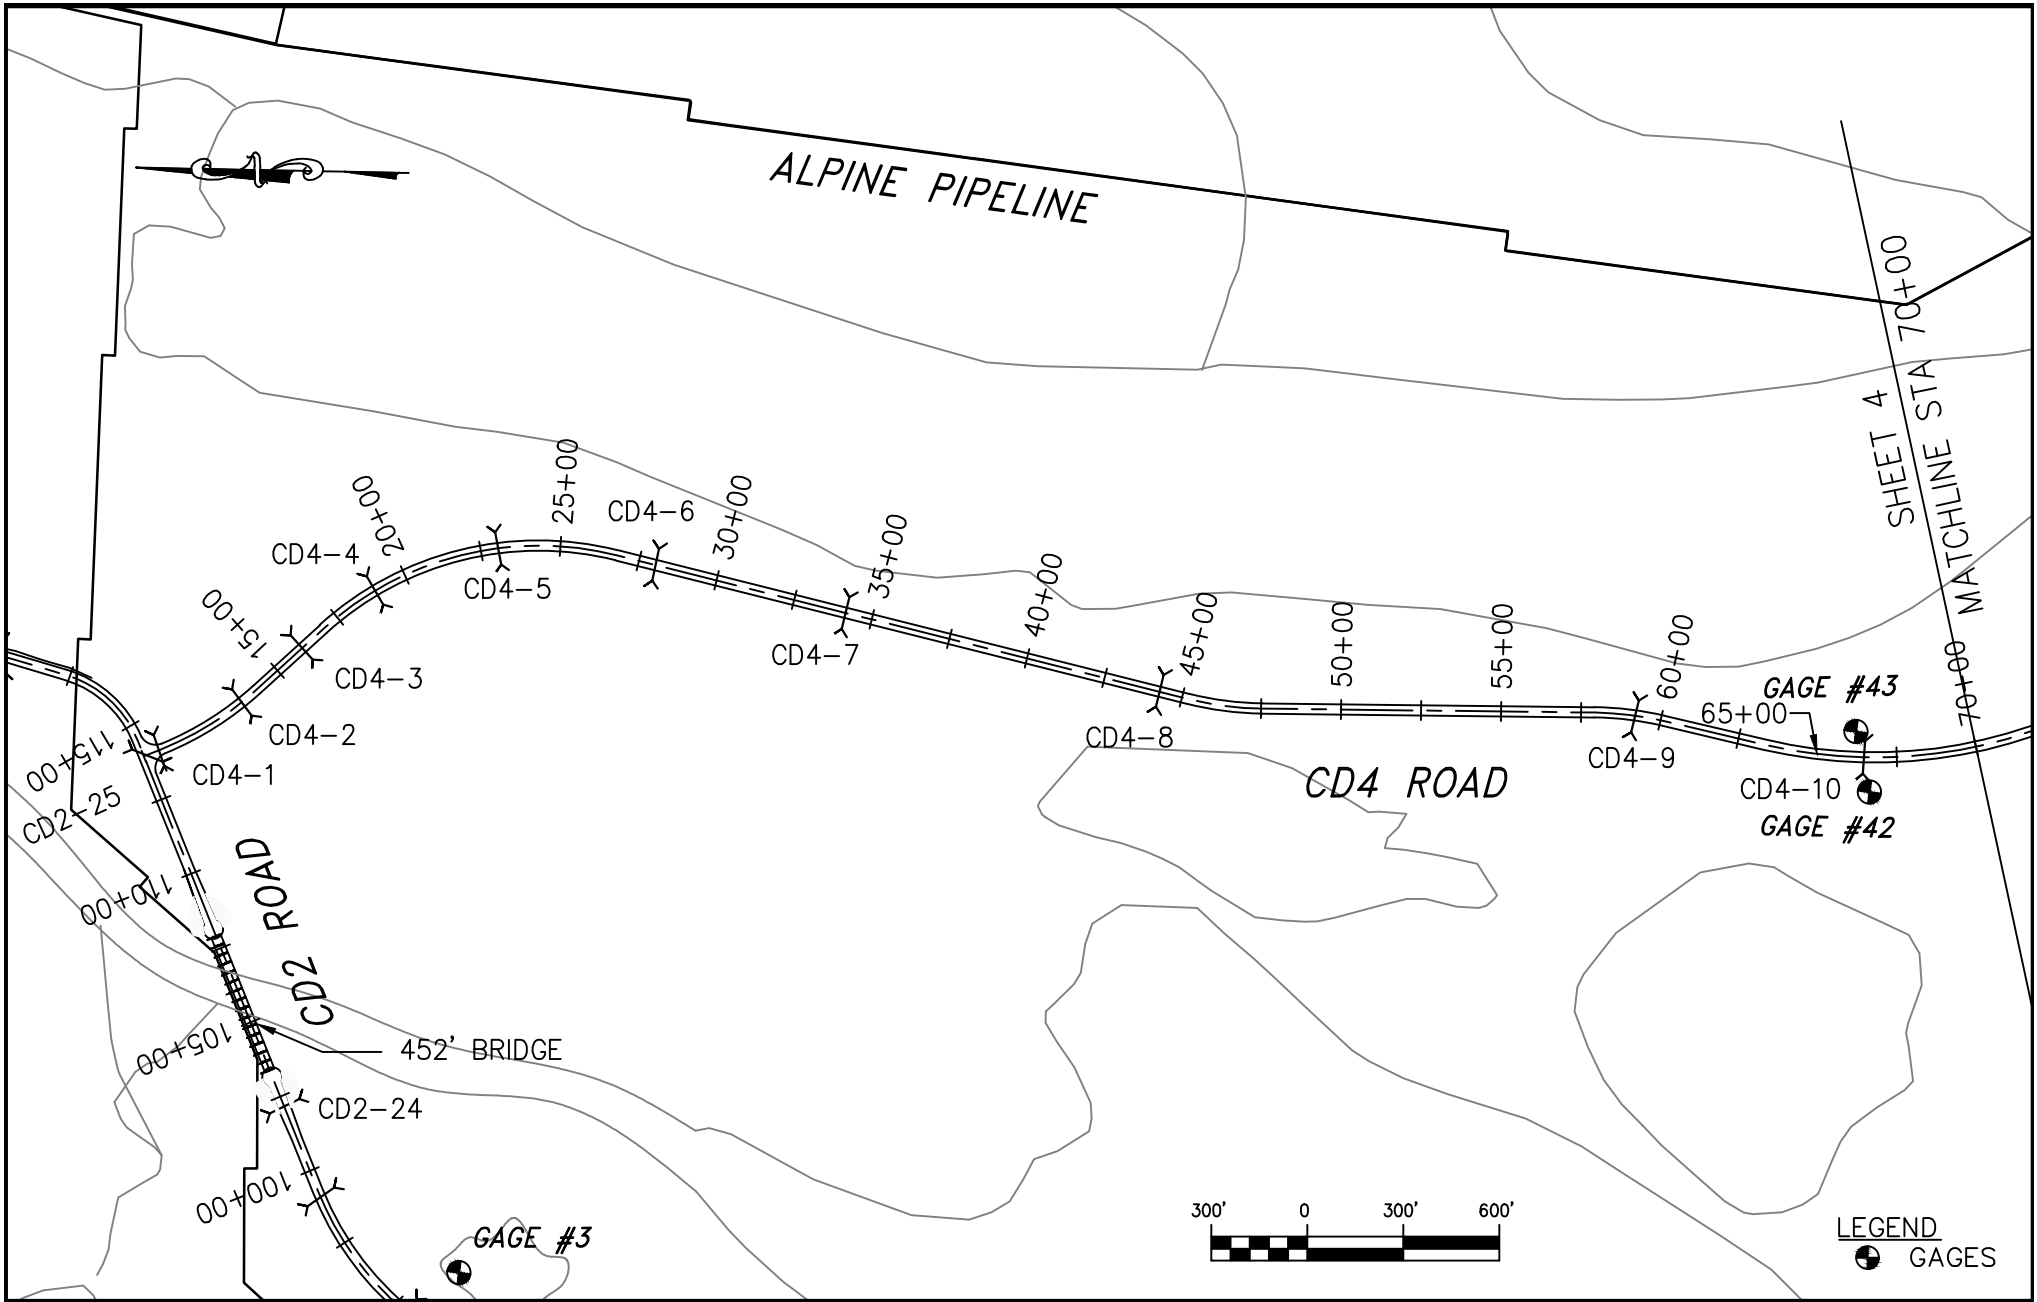 ALPINE PIPELINE
SHEET 4
MATCHLINE STA 70+00
CD4-6
25+00
30+00
20+00
CD4-4
CD4-5
35+00
40+00
15+00
CD4-3
CD4-7
45+00
50+00
55+00
60+00
70+00
GAGE #43
65+00
CD4-2
CD4-8
CD4-9
CD4-10
GAGE #42
115+00
CD4-1
CD2-25
CD4 ROAD
110+00
CD2 ROAD
105+00
452' BRIDGE
CD2-24
100+00
GAGE #3
300' 0 300' 600'
LEGEND
GAGES